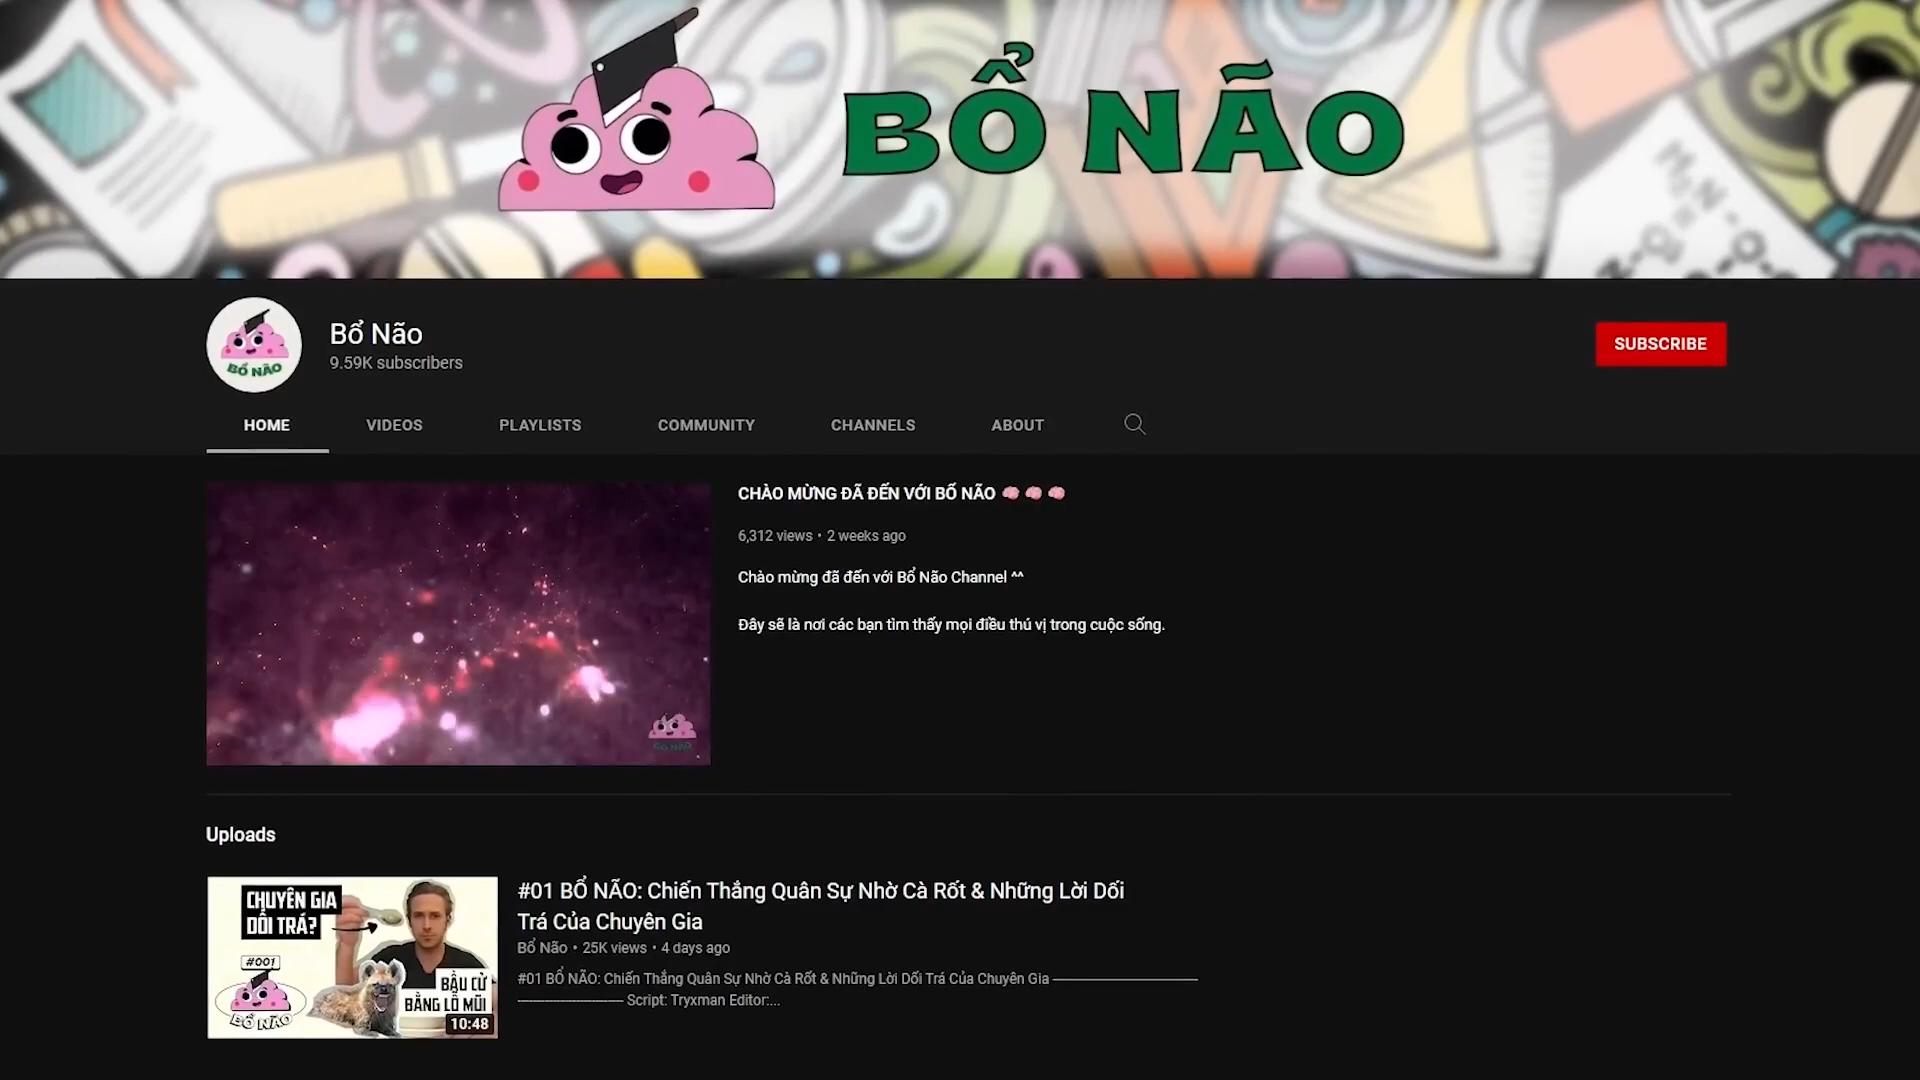 BỔ NÃO
BỔ NÃO
Bổ Não
9.59K subscribers
SUBSCRIBE
HOME
VIDEOS
PLAYLISTS
COMMUNITY
CHANNELS
ABOUT
CHÀO MỪNG ĐÃ ĐẾN VỚI BỔ NÃO 🧠 🧠 🧠
6,312 views • 2 weeks ago
Chào mừng đã đến với Bổ Não Channel ^^
Đây sẽ là nơi các bạn tìm thấy mọi điều thú vị trong cuộc sống.
BỔ NÃO
Uploads
CHUYÊN GIA
DỐI TRÁ?
#001
BỔ NÃO
BẦU CỬ
BẰNG LỖ MŨI
10:48
#01 BỔ NÃO: Chiến Thắng Quân Sự Nhờ Cà Rốt & Những Lời Dối
Trá Của Chuyên Gia
Bổ Não • 25K views • 4 days ago
#01 BỔ NÃO: Chiến Thắng Quân Sự Nhờ Cà Rốt & Những Lời Dối Trá Của Chuyên Gia ————————
———————— Script: Tryxman Editor:...